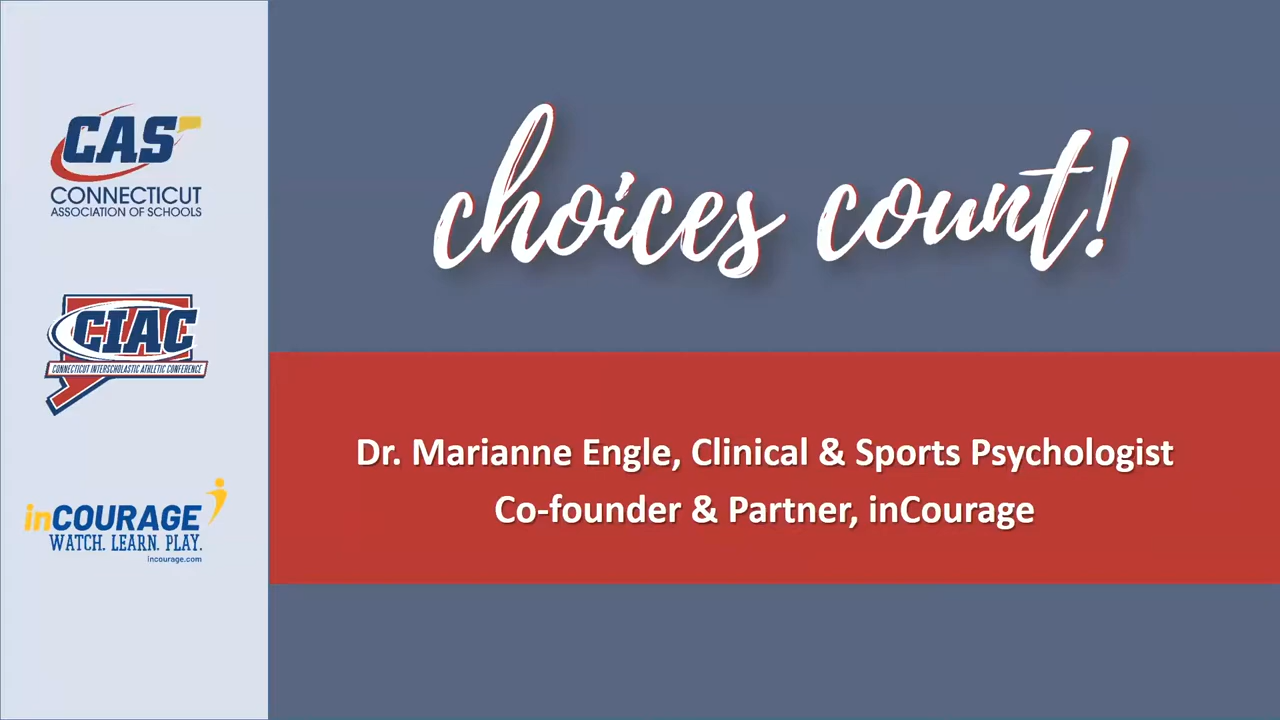 CAS
CONNECTICUT
ASSOCIATION OF SCHOOLS
CIAC
CONNECTICUT INTERSCHOLASTIC ATHLETIC CONFERENCE
inCOURAGE
WATCH. LEARN. PLAY.
incourage.com
choices count!
Dr. Marianne Engle, Clinical & Sports Psychologist
Co-founder & Partner, inCourage